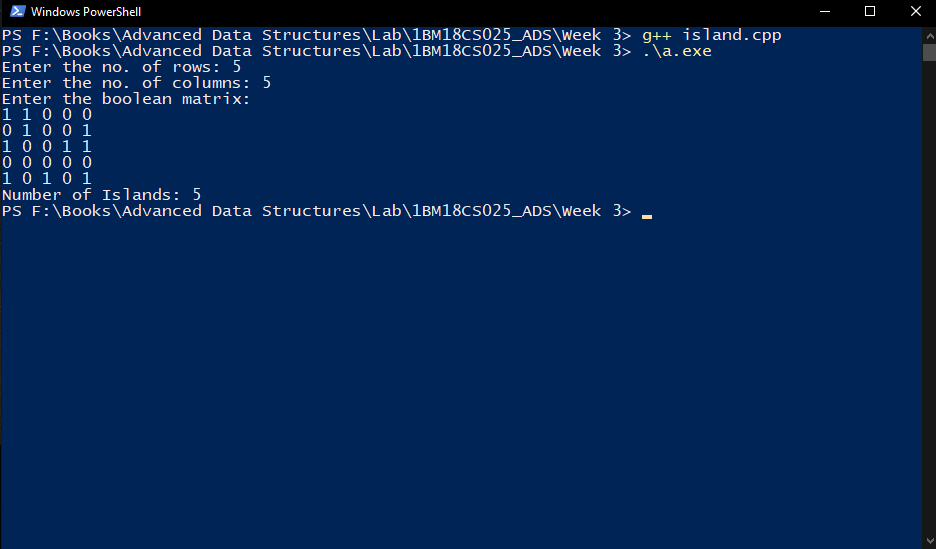 Windows PowerShell
PS F:\Books\Advanced Data Structures\Lab\1BM18CS025_ADS\Week 3> g++ island.cpp
PS F:\Books\Advanced Data Structures\Lab\1BM18CS025_ADS\Week 3> .\a.exe
Enter the no. of rows: 5
Enter the no. of columns: 5
Enter the boolean matrix:
1 1 0 0 0
0 1 0 0 1
1 0 0 1 1
0 0 0 0 0
1 0 1 0 1
Number of Islands: 5
PS F:\Books\Advanced Data Structures\Lab\1BM18CS025_ADS\Week 3>